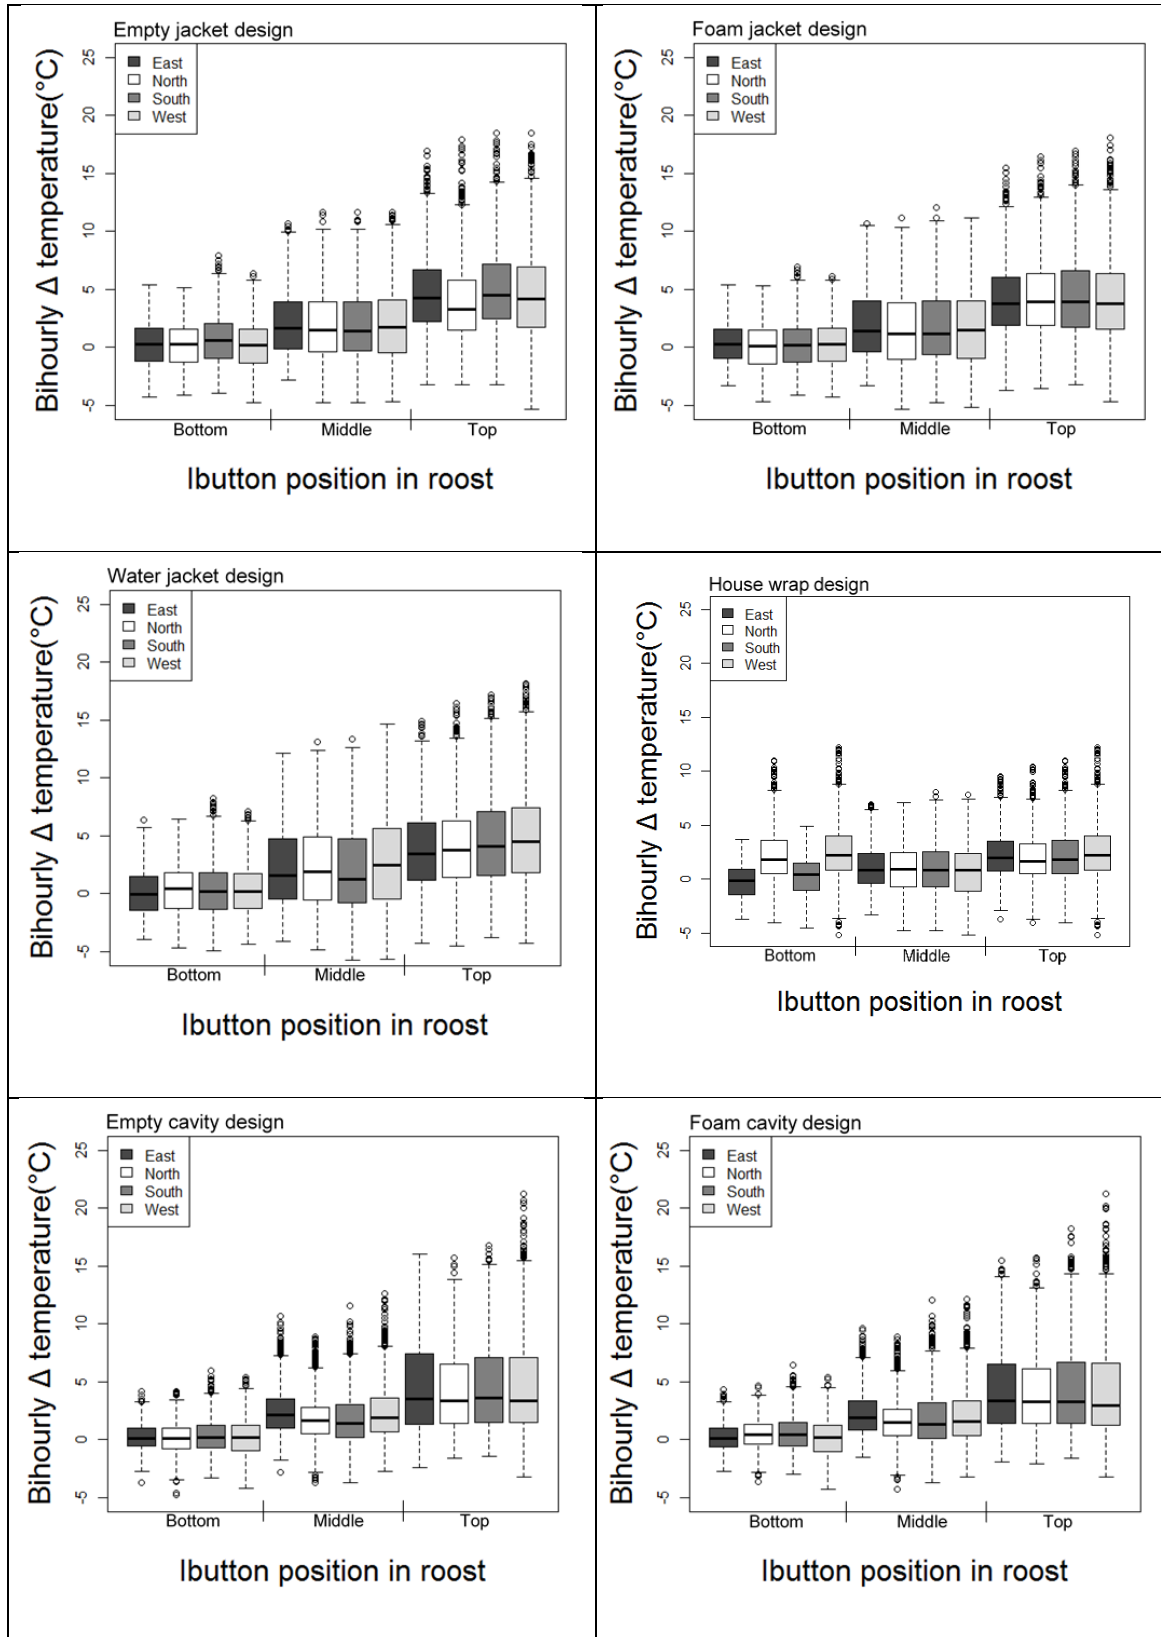 Empty jacket design
Bihourly Δ temperature(°C)
25
20
15
10
5
0
-5
East
North
South
West
Bottom
Middle
Top
Ibutton position in roost
Foam jacket design
Bihourly Δ temperature(°C)
25
20
15
10
5
0
-5
East
North
South
West
Bottom
Middle
Top
Ibutton position in roost
Water jacket design
Bihourly Δ temperature(°C)
25
20
15
10
5
0
-5
East
North
South
West
Bottom
Middle
Top
Ibutton position in roost
House wrap design
Bihourly Δ temperature(°C)
25
20
15
10
5
0
-5
East
North
South
West
Bottom
Middle
Top
Ibutton position in roost
Empty cavity design
Bihourly Δ temperature(°C)
25
20
15
10
5
0
-5
East
North
South
West
Bottom
Middle
Top
Ibutton position in roost
Foam cavity design
Bihourly Δ temperature(°C)
25
20
15
10
5
0
-5
East
North
South
West
Bottom
Middle
Top
Ibutton position in roost